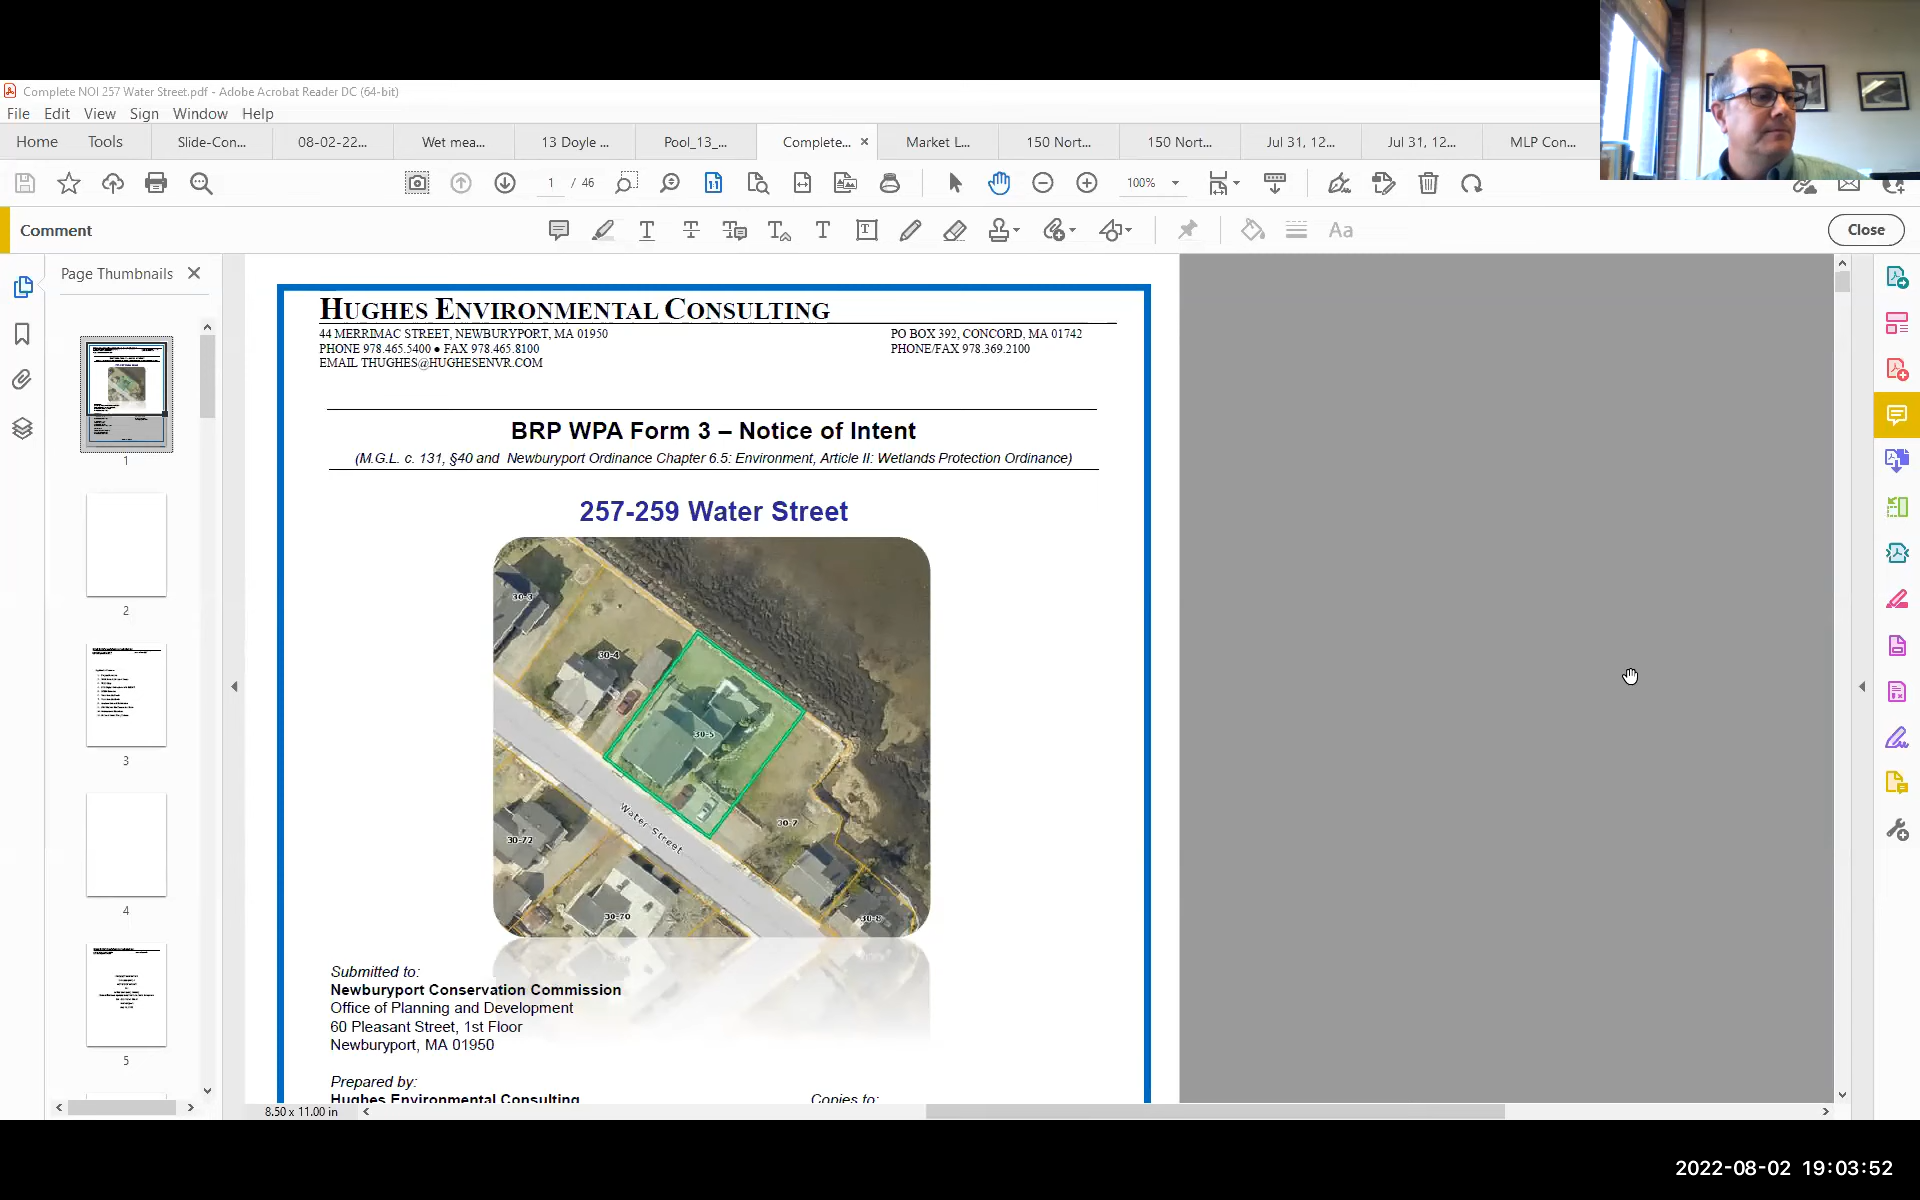 Complete NOI 257 Water Street.pdf - Adobe Acrobat Reader DC (64-bit)
File Edit View Sign Window Help
Home Tools Slide-Con... 08-02-22... Wet mea... 13 Doyle ... Pool_13_... Complete... Market L... 150 Nort... 150 Nort... Jul 31, 12... Jul 31, 12... MLP Con...
1 / 46 100%
Comment Close
Page Thumbnails
1
2
3
4
5
HUGHES ENVIRONMENTAL CONSULTING
44 MERRIMAC STREET, NEWBURYPORT, MA 01950 PO BOX 392, CONCORD, MA 01742
PHONE 978.465.5400 ● FAX 978.465.8100 PHONE/FAX 978.369.2100
EMAIL THUGHES@HUGHESENVR.COM
BRP WPA Form 3 – Notice of Intent
(M.G.L. c. 131, §40 and Newburyport Ordinance Chapter 6.5: Environment, Article II: Wetlands Protection Ordinance)
257-259 Water Street
30-3
30-4
30-5
30-7
30-72
Water Street
30-70
30-8
Submitted to:
Newburyport Conservation Commission
Office of Planning and Development
60 Pleasant Street, 1st Floor
Newburyport, MA 01950
Prepared by:
Hughes Environmental Consulting Copies to:
8.50 x 11.00 in
2022-08-02 19:03:52